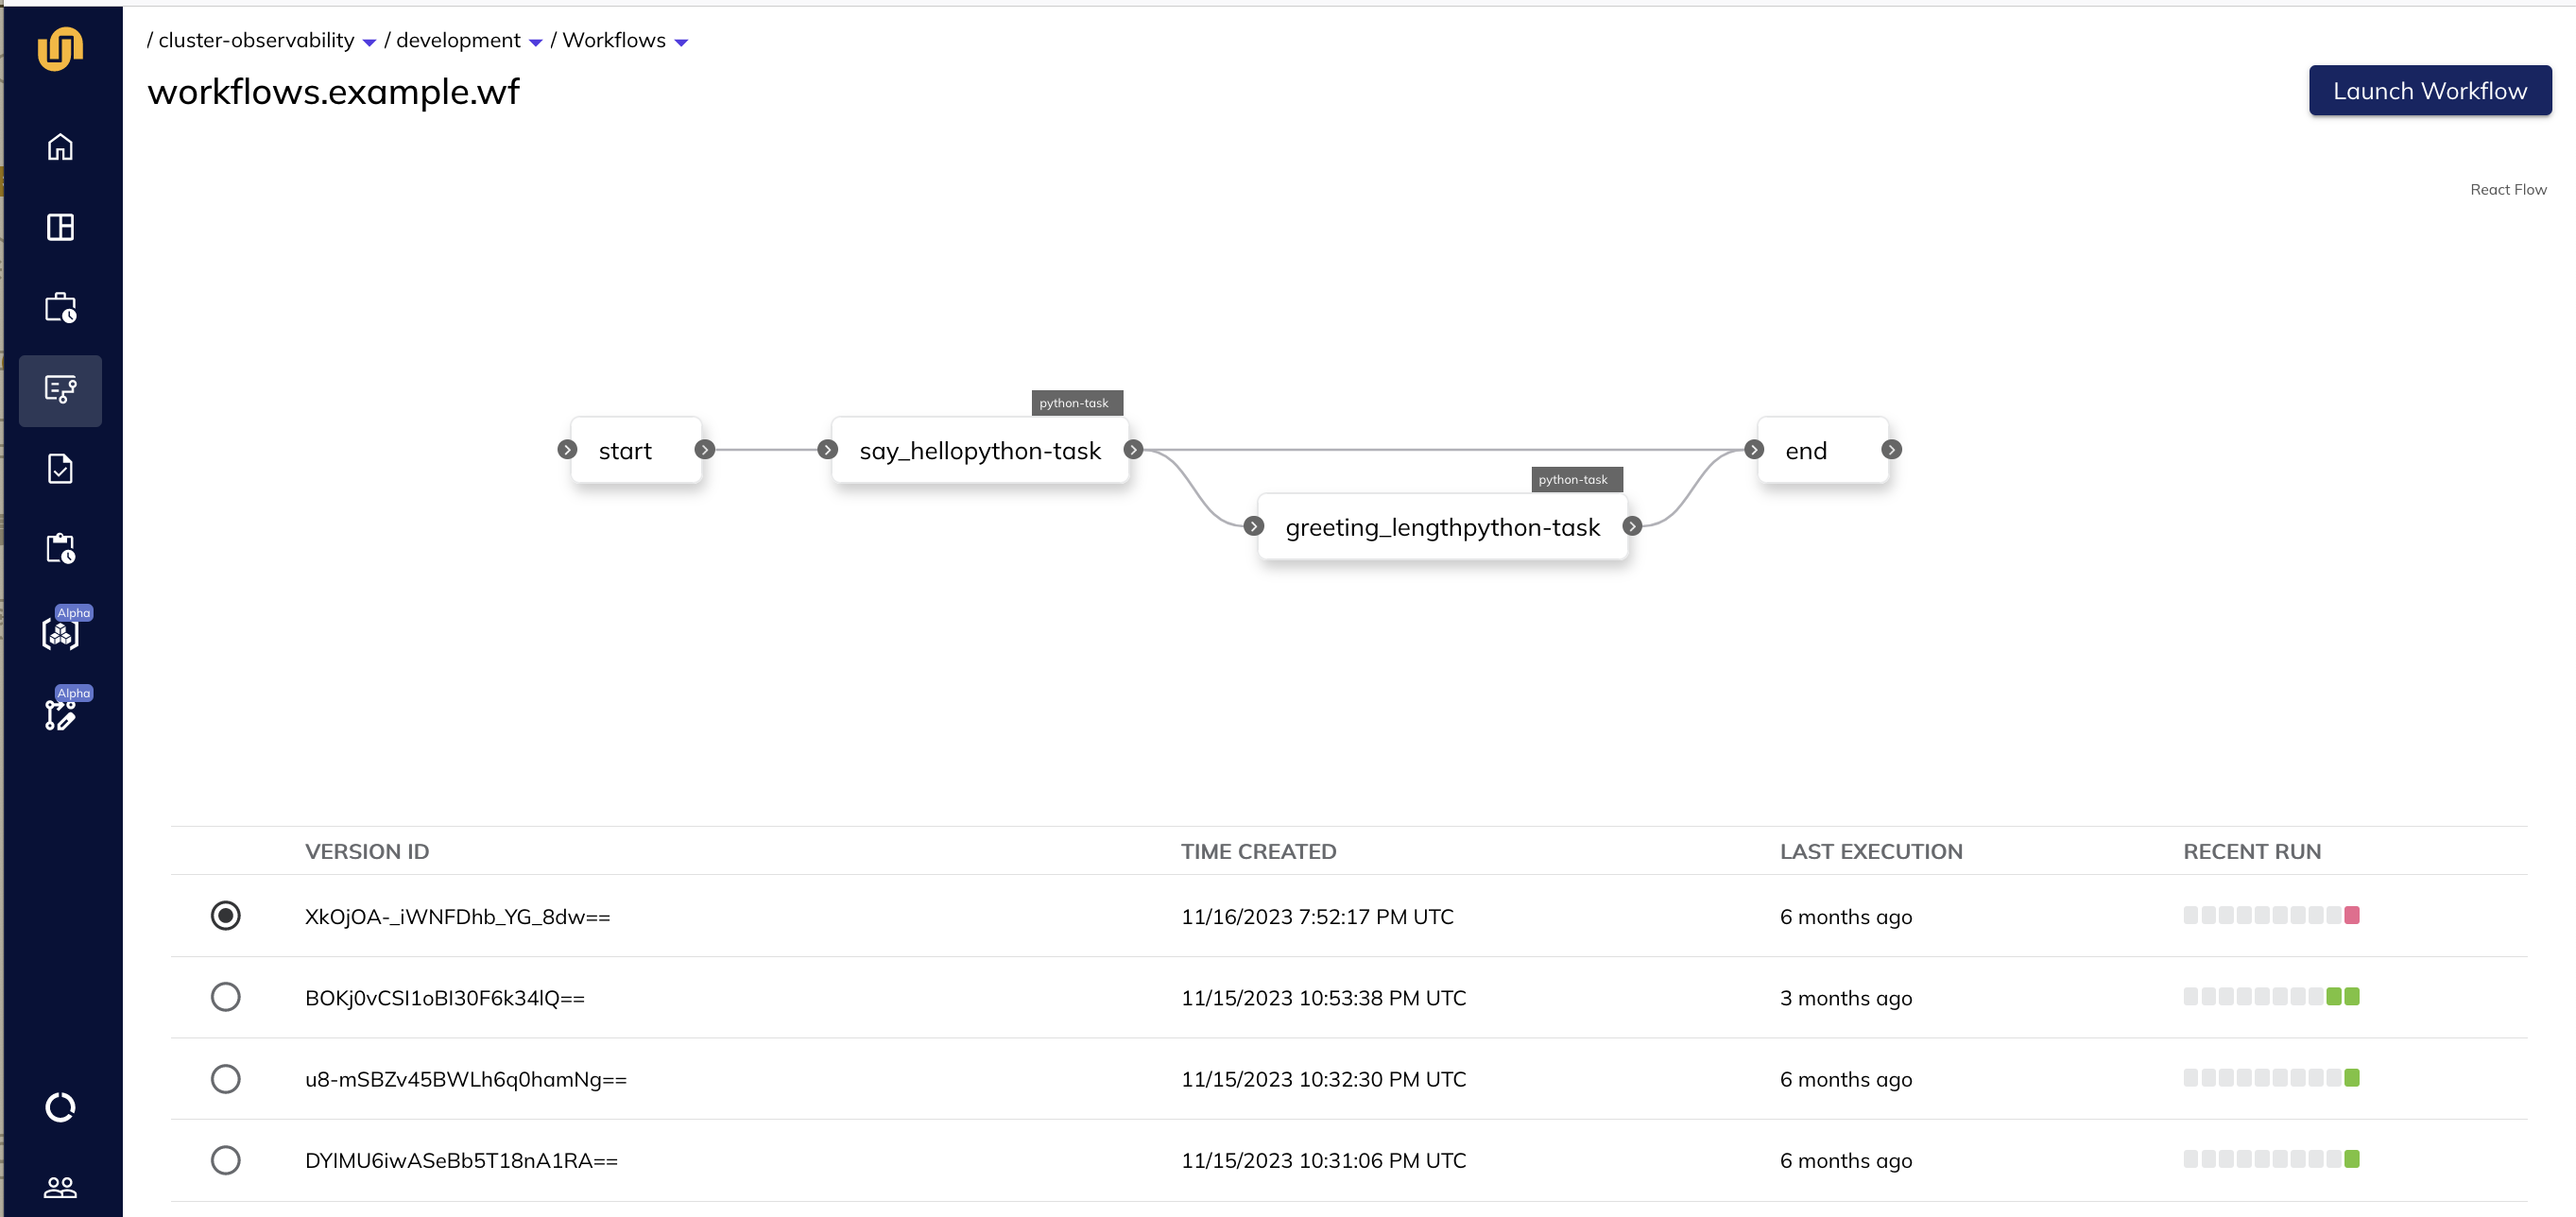 / cluster-observability / development / Workflows
workflows.example.wf
Launch Workflow
React Flow
python-task
start
say_hellopython-task
end
python-task
greeting_lengthpython-task
Alpha
Alpha
VERSION ID TIME CREATED LAST EXECUTION RECENT RUN
XkOjOA-_iWNFDhb_YG_8dw== 11/16/2023 7:52:17 PM UTC 6 months ago
BOKj0vCSI1oBI30F6k34lQ== 11/15/2023 10:53:38 PM UTC 3 months ago
u8-mSBZv45BWLh6q0hamNg== 11/15/2023 10:32:30 PM UTC 6 months ago
DYIMU6iwASeBb5T18nA1RA== 11/15/2023 10:31:06 PM UTC 6 months ago